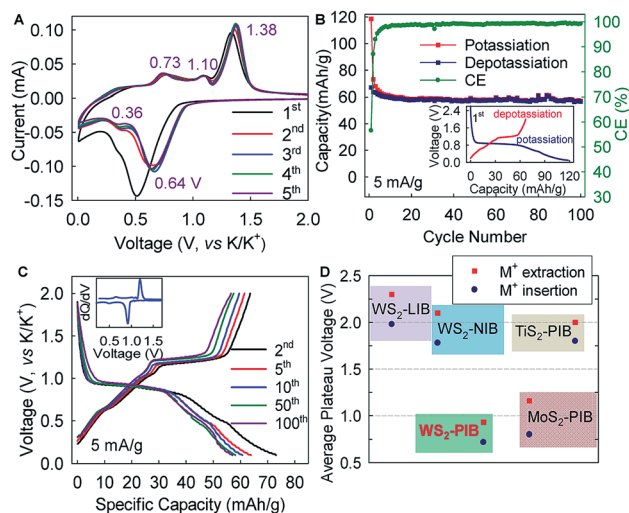 A
Current (mA)
0.10
0.05
0.00
-0.05
-0.10
-0.15
0.0
0.5
1.0
1.5
2.0
Voltage (V, vs K/K⁺)
0.73
1.10
1.38
0.36
0.64 V
1st
2nd
3rd
4th
5th
B
Capacity(mAh/g)
120
100
80
60
40
20
0
0
20
40
60
80
100
Cycle Number
CE (%)
100
90
80
70
60
50
40
30
Potassiation
Depotassiation
CE
5 mA/g
Voltage (V)
1.6
0.8
0.0
1st
depotassiation
potassiation
0
30
60
90
120
Capacity (mAh/g)
C
Voltage (V, vs K/K⁺)
2.0
1.5
1.0
0.5
0.0
0
10
20
30
40
50
60
70
80
Specific Capacity (mAh/g)
dQ/dV
0.5
1.0
1.5
Voltage (V)
2nd
5th
10th
50th
100th
5 mA/g
D
Average Plateau Voltage (V)
2.5
2.0
1.5
1.0
0.5
M⁺ extraction
M⁺ insertion
WS₂-LIB
WS₂-NIB
TiS₂-PIB
WS₂-PIB
MoS₂-PIB